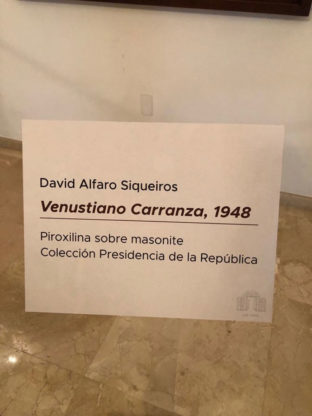 David Alfaro Siqueiros
Venustiano Carranza, 1948
Piroxilina sobre masonite
Colección Presidencia de la República